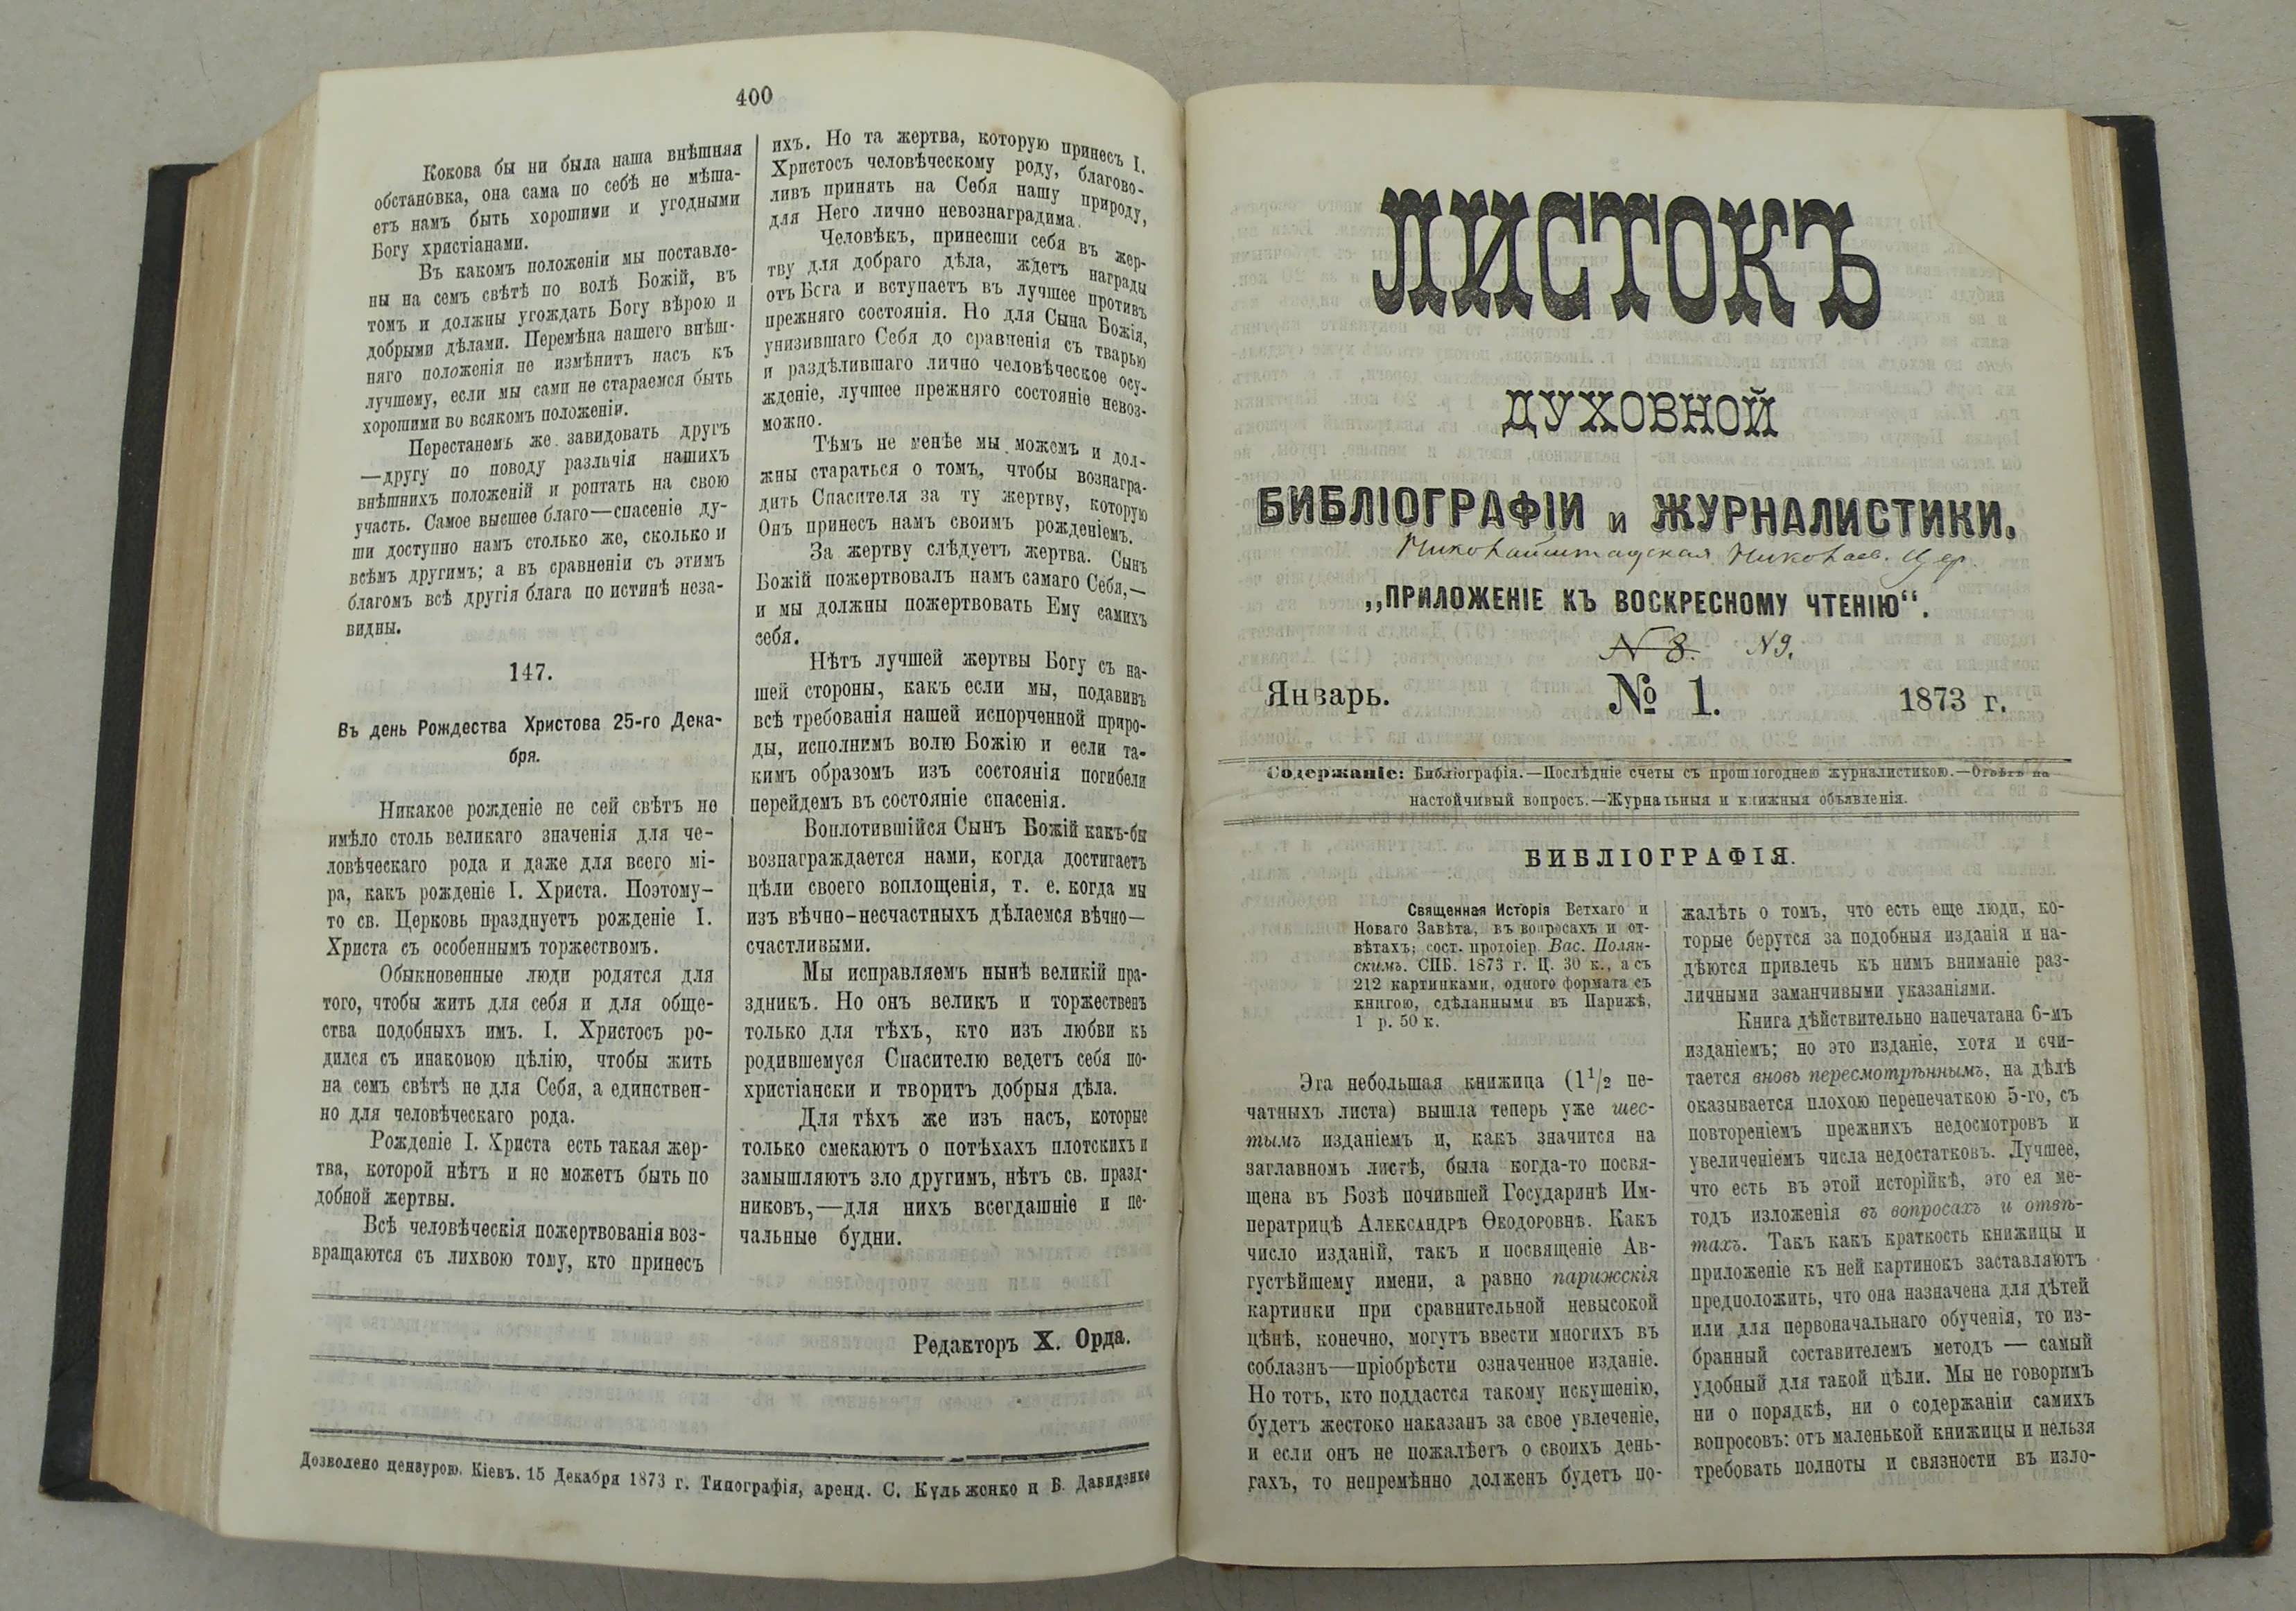 400
Кокова бы ни была наша внѣшняя
обстановка, она сама по себѣ не мѣша-
етъ намъ быть хорошими и угодными
Богу христіанами.
Въ какомъ положеніи мы поставле-
ны на семъ свѣтѣ по волѣ Божій, въ
томъ и должны угождать Богу вѣрою и
добрыми дѣлами. Перемѣна нашего внѣш-
няго положенія не измѣнитъ насъ къ
лучшему, если мы сами не стараемся быть
хорошими во всякомъ положеніи.
Перестанемъ же завидовать другъ
—другу по поводу различія нашихъ
внѣшнихъ положеній и роптать на свою
участь. Самое высшее благо—спасеніе ду-
ши доступно намъ столько же, сколько и
всѣмъ другимъ; а въ сравненіи съ этимъ
благомъ всѣ другія блага по истинѣ неза-
видны.
147.
Въ день Рождества Христова 25-го Дека-
бря.
Никакое рожденіе не сей свѣтъ не
имѣло столь великаго значенія для че-
ловѣческаго рода и даже для всего мі-
ра, какъ рожденіе І. Христа. Поэтому-
то св. Церковь празднуетъ рожденіе І.
Христа съ особеннымъ торжествомъ.
Обыкновенные люди родятся для
того, чтобы жить для себя и для обще-
ства подобныхъ имъ. І. Христосъ ро-
дился съ инаковою цѣлію, чтобы жить
на семъ свѣтѣ не для Себя, а единствен-
но для человѣческаго рода.
Рожденіе І. Христа есть такая жер-
тва, которой нѣтъ и не можетъ быть по
добной жертвы.
Всѣ человѣческія пожертвованія воз-
вращаются съ лихвою тому, кто принесъ
ихъ. Но та жертва, которую принесъ І.
Христосъ человѣческому роду, благово-
ливъ принять на Себя нашу природу,
для Него лично невознаградима.
Человѣкъ, принесши себя въ жер-
тву для добраго дѣла, ждетъ награды
отъ Бога и вступаетъ въ лучшее противъ
прежняго состоянія. Но для Сына Божія,
унизившаго Себя до сравненія съ тварью
и раздѣлившаго лично человѣческое осу-
жденіе, лучшее прежняго состояніе невоз-
можно.
Тѣмъ не менѣе мы можемъ и дол-
жны стараться о томъ, чтобы вознагра-
дить Спасителя за ту жертву, которую
Онъ принесъ намъ своимъ рожденіемъ.
За жертву слѣдуетъ жертва. Сынъ
Божій пожертвовалъ намъ самаго Себя,—
и мы должны пожертвовать Ему самихъ
себя.
Нѣтъ лучшей жертвы Богу съ на-
шей стороны, какъ если мы, подавивъ
всѣ требованія нашей испорченной приро-
ды, исполнимъ волю Божію и если та-
кимъ образомъ изъ состоянія погибели
перейдемъ въ состояніе спасенія.
Воплотившійся Сынъ Божій какъ-бы
вознаграждается нами, когда достигаетъ
цѣли своего воплощенія, т. е. когда мы
изъ вѣчно-несчастныхъ дѣлаемся вѣчно—
счастливыми.
Мы исправляемъ нынѣ великій пра-
здникъ. Но онъ великъ и торжественъ
только для тѣхъ, кто изъ любви къ
родившемуся Спасителю ведетъ себя по-
христіански и творитъ добрыя дѣла.
Для тѣхъ же изъ насъ, которые
только смекаютъ о потѣхахъ плотскихъ и
замышляютъ зло другимъ, нѣтъ св. празд-
никовъ,—для нихъ всегдашніе и пе-
чальные будни.
Редакторъ Х. Орда.
Дозволено цензурою. Кіевъ. 15 Декабря 1873 г. Типографія, аренд. С. Кульженко и В. Давиденко
ЛИСТОКЪ
ДУХОВНОЙ
БИБЛІОГРАФІИ и ЖУРНАЛИСТИКИ.
Николайштадская Николаев. Цер.
„ПРИЛОЖЕНІЕ КЪ ВОСКРЕСНОМУ ЧТЕНІЮ“.
N 8. N 9.
Январь. № 1. 1873 г.
Содержаніе: Библіографія.—Послѣдніе счеты съ прошлогоднею журналистикою.—Отвѣтъ на
настойчивый вопросъ.—Журнальныя и книжныя объявленія.
БИБЛІОГРАФІЯ.
Священная Исторія Ветхаго и
Новаго Завѣта, въ вопросахъ и от-
вѣтахъ; сост. протоіер. Вас. Полян-
скимъ. СПБ. 1873 г. Ц. 30 к., а съ
212 картинками, одного формата съ
книгою, сдѣланными въ Парижѣ,
1 р. 50 к.
Эта небольшая книжица (1 1/2 пе-
чатныхъ листа) вышла теперь уже шес-
тымъ изданіемъ и, какъ значится на
заглавномъ листѣ, была когда-то посвя-
щена въ Бозѣ почившей Государинѣ Им-
ператрицѣ Александрѣ Ѳеодоровнѣ. Какъ
число изданій, такъ и посвященіе Ав-
густѣйшему имени, а равно парижскія
картинки при сравнительной невысокой
цѣнѣ, конечно, могутъ ввести многихъ въ
соблазнъ—пріобрѣсти означенное изданіе.
Но тотъ, кто поддастся такому искушенію,
будетъ жестоко наказанъ за свое увлеченіе,
и если онъ не пожалѣетъ о своихъ день-
гахъ, то непремѣнно долженъ будетъ по-
жалѣть о томъ, что есть еще люди, ко-
торые берутся за подобныя изданія и на-
дѣются привлечь къ нимъ вниманіе раз-
личными заманчивыми указаніями.
Книга дѣйствительно напечатана 6-мъ
изданіемъ; но это изданіе, хотя и счи-
тается вновь пересмотрѣннымъ, на дѣлѣ
оказывается плохою перепечаткою 5-го, съ
повтореніемъ прежнихъ недосмотровъ и
увеличеніемъ числа недостатковъ. Лучшее,
что есть въ этой исторійкѣ, это ея ме-
тодъ изложенія въ вопросахъ и отвѣ-
тахъ. Такъ какъ краткость книжицы и
приложеніе къ ней картинокъ заставляютъ
предположить, что она назначена для дѣтей
или для первоначальнаго обученія, то из-
бранный составителемъ методъ — самый
удобный для такой цѣли. Мы не говоримъ
ни о порядкѣ, ни о содержаніи самихъ
вопросовъ: отъ маленькой книжицы и нельзя
требовать полноты и связности въ изло-